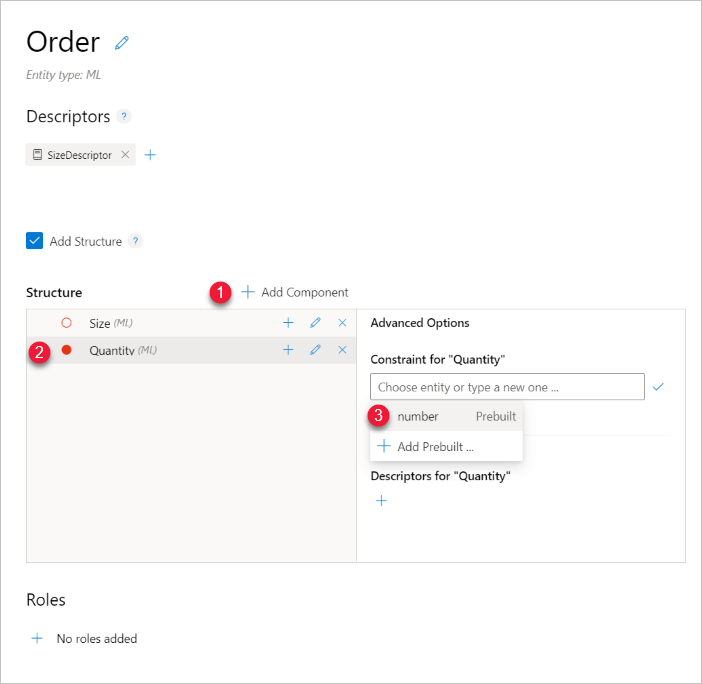 Order
Entity type: ML
Descriptors ?
SizeDescriptor
Add Structure ?
Structure 1 Add Component
Size (ML)
2 Quantity (ML)
Advanced Options
Constraint for "Quantity"
Choose entity or type a new one ...
3 number Prebuilt
Add Prebuilt ...
Descriptors for "Quantity"
Roles
No roles added